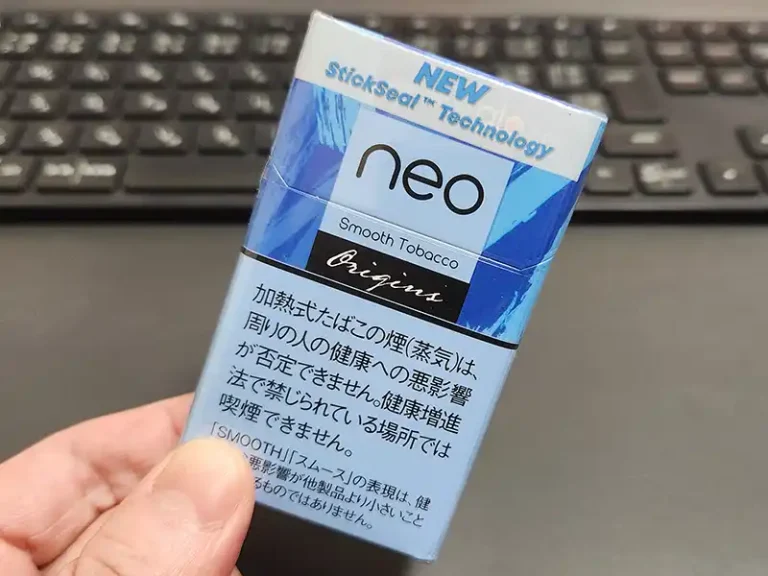 NEW
StickSeal™ Technology
neo
Smooth Tobacco
Origins
加熱式たばこの煙(蒸気)は、
周りの人の健康への悪影響
が否定できません。健康増進
法で禁じられている場所では
喫煙できません。
「SMOOTH」「スムース」の表現は、健
悪影響が他製品より小さいこと
るものではありません。